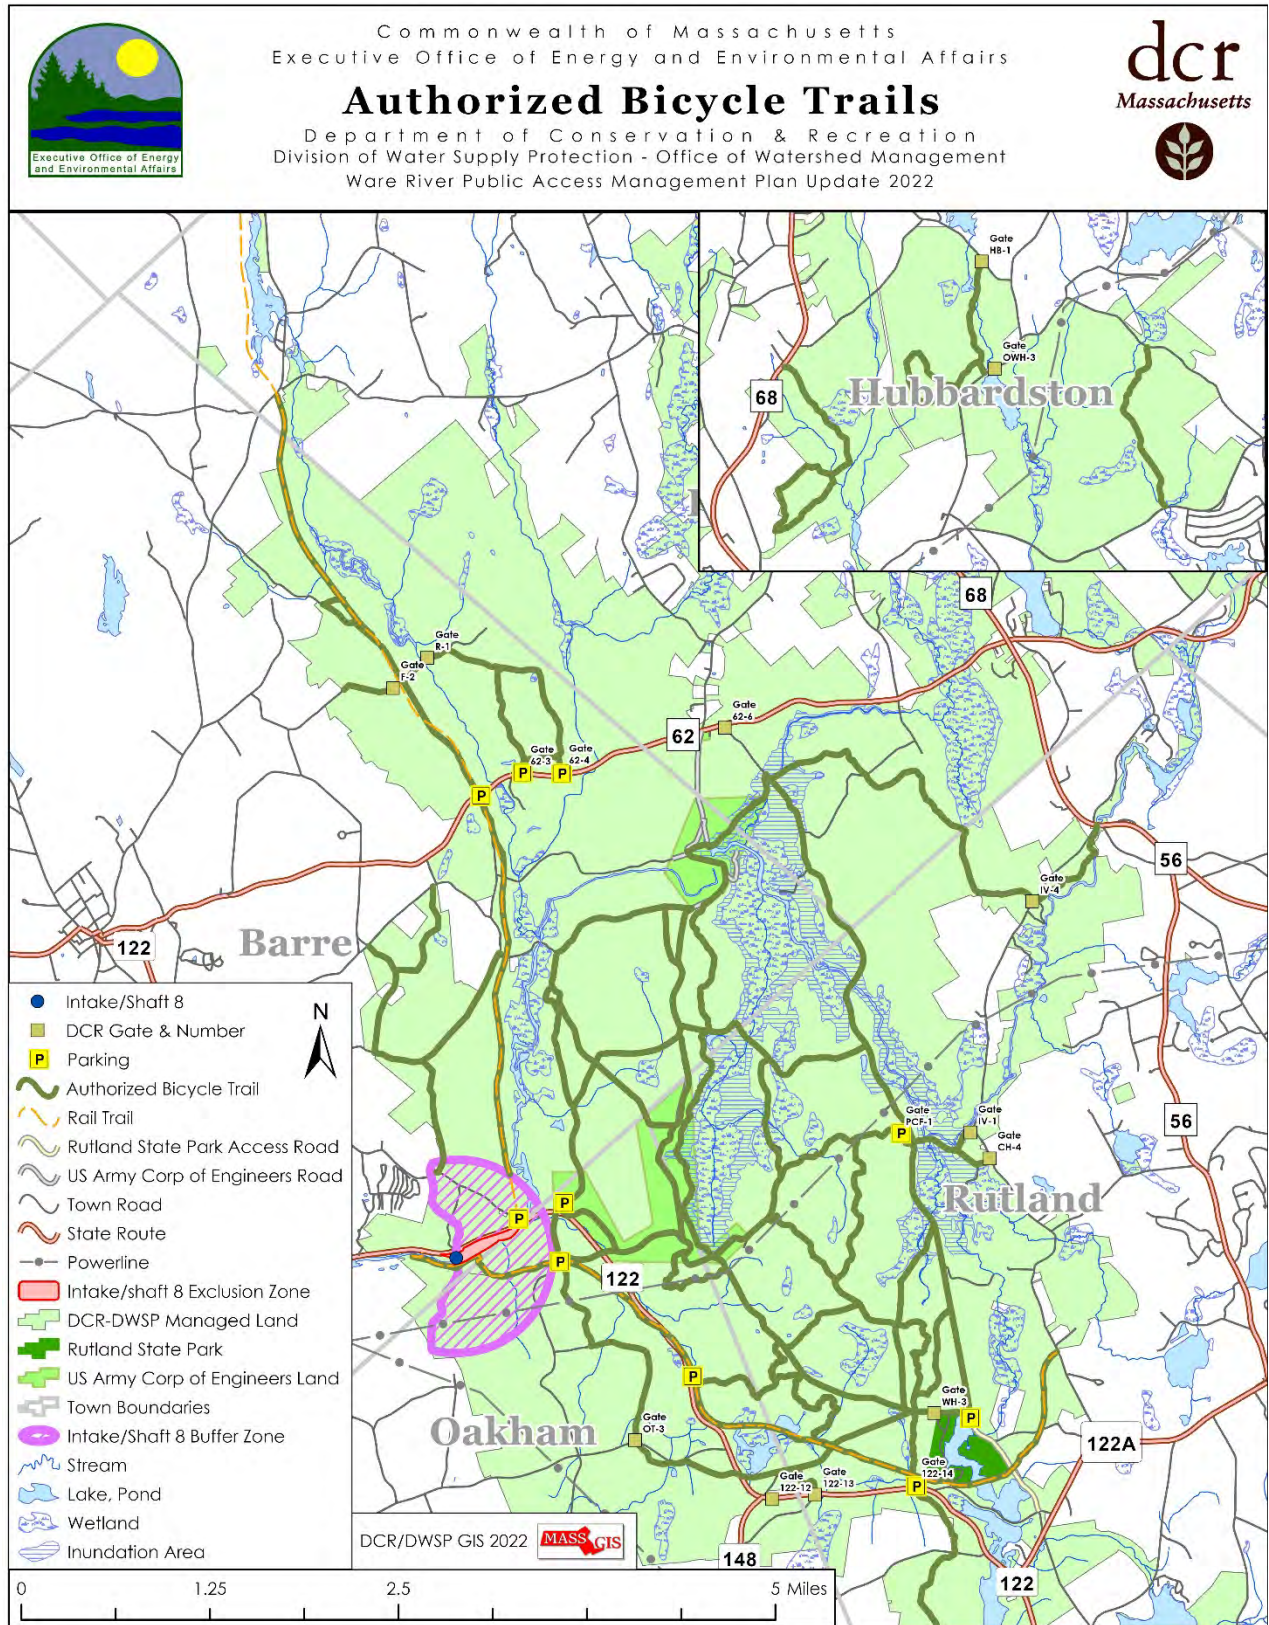 Commonwealth of Massachusetts
Executive Office of Energy and Environmental Affairs
Authorized Bicycle Trails
Department of Conservation & Recreation
Division of Water Supply Protection - Office of Watershed Management
Ware River Public Access Management Plan Update 2022
Executive Office of Energy
and Environmental Affairs
dcr
Massachusetts
Gate
HB-1
Gate
OWH-3
68
Hubbardston
68
Gate
R-1
Gate
F-2
Gate
62-6
62
Gate
62-3
Gate
62-4
P
P
P
56
Gate
IV-4
122
Barre
Gate
PCF-1
P
Gate
IV-1
Gate
CH-4
56
Rutland
P
P
P
122
P
Gate
WH-3
P
Oakham
Gate
OT-3
122A
Gate
122-14
P
Gate
122-12
Gate
122-13
148
122
Intake/Shaft 8
N
DCR Gate & Number
P
Parking
Authorized Bicycle Trail
Rail Trail
Rutland State Park Access Road
US Army Corp of Engineers Road
Town Road
State Route
Powerline
Intake/shaft 8 Exclusion Zone
DCR-DWSP Managed Land
Rutland State Park
US Army Corp of Engineers Land
Town Boundaries
Intake/Shaft 8 Buffer Zone
Stream
Lake, Pond
Wetland
Inundation Area
DCR/DWSP GIS 2022
MASS GIS
0 1.25 2.5 5 Miles